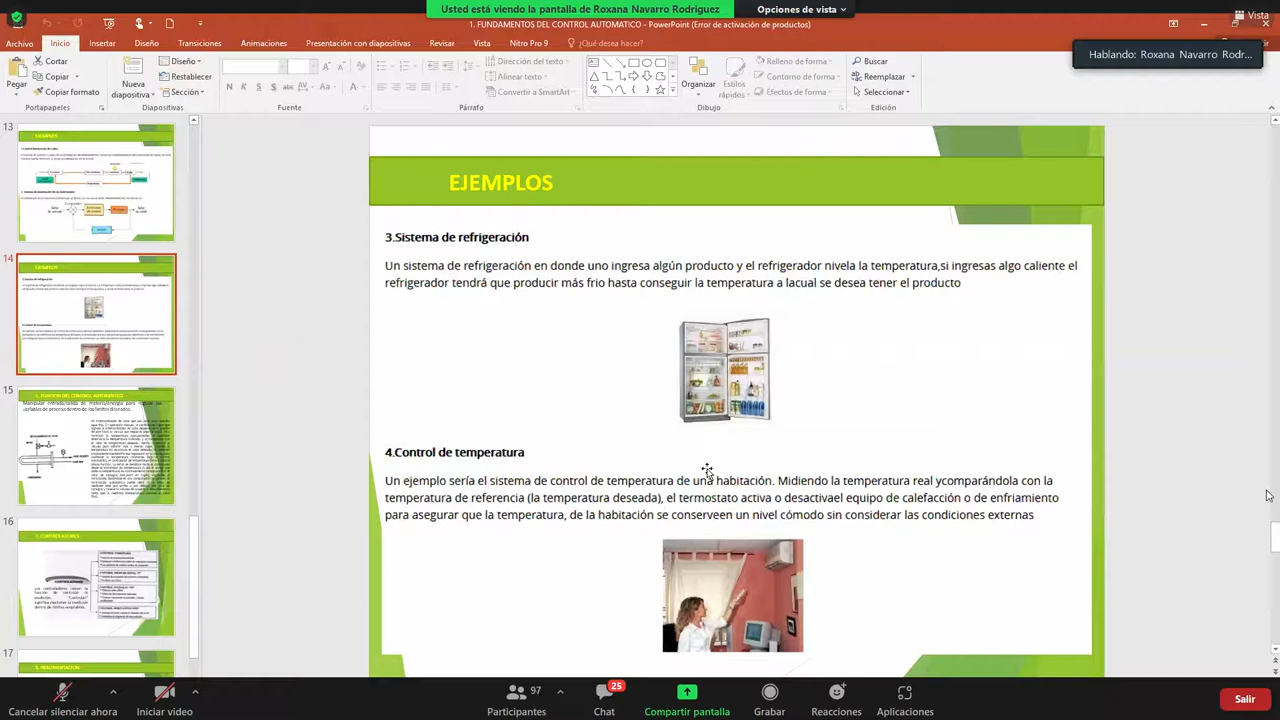 Usted está viendo la pantalla de Roxana Navarro Rodriguez
Opciones de vista
1. FUNDAMENTOS DEL CONTROL AUTOMATICO - PowerPoint (Error de activación de productos)
Vista
Archivo Inicio Insertar Diseño Transiciones Animaciones Presentación con diapositivas Revisar Vista Nitro Pro 9 ¿Qué desea hacer?
Hablando: Roxana Navarro Rodr...
Pegar
Cortar
Copiar
Copiar formato
Portapapeles
Nueva diapositiva
Diseño
Restablecer
Sección
Diapositivas
Fuente
Dirección del texto
Alinear texto
Convertir a SmartArt
Párrafo
Organizar
Estilos rápidos
Relleno de forma
Contorno de forma
Efectos de forma
Dibujo
Buscar
Reemplazar
Seleccionar
Edición
13
EJEMPLOS
14
EJEMPLOS
15
16
17
EJEMPLOS
3.Sistema de refrigeración
Un sistema de refrigeración en donde uno ingresa algún producto y el refrigerador nivela la temperatura,si ingresas algo caliente el
refrigerador tendrá que producir más frio hasta conseguir la temperatura a lacual se desea tener el producto
4.Control de temperatura
Un ejemplo sería el sistema de control de temperatura de una habitación. Midiendo la temperatura real ycomparándola con la
temperatura de referencia (la temperatura deseada), el termostato activa o desactivael equipo de calefacción o de enfriamiento
para asegurar que la temperatura, de la habitación se conserveen un nivel cómodo sin considerar las condiciones externas
Cancelar silenciar ahora
Iniciar video
97
Participantes
25
Chat
Compartir pantalla
Grabar
Reacciones
Aplicaciones
Salir